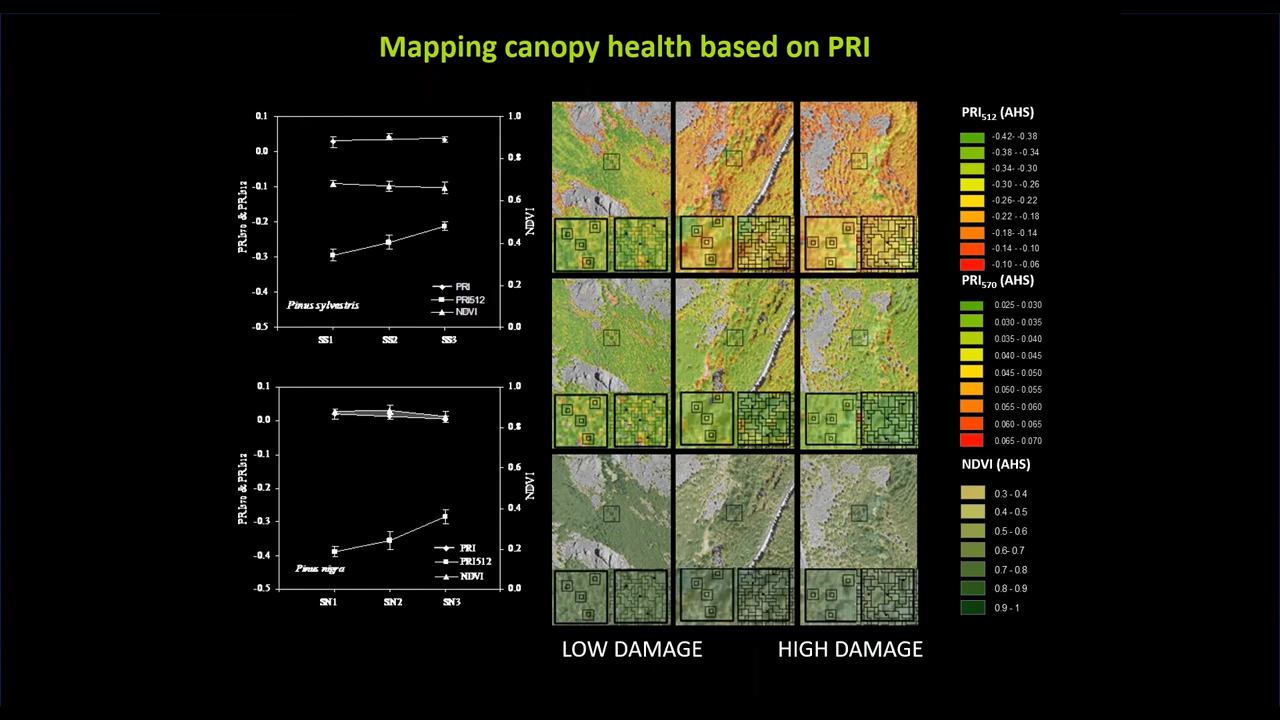 Mapping canopy health based on PRI
0.1
0.0
-0.1
-0.2
-0.3
-0.4
-0.5
PRI570 & PRI512
1.0
0.8
0.6
0.4
0.2
0.0
NDVI
PRI
PRI512
NDVI
Pinus sylvestris
SS1 SS2 SS3
0.1
0.0
-0.1
-0.2
-0.3
-0.4
-0.5
PRI570 & PRI512
1.0
0.8
0.6
0.4
0.2
0.0
NDVI
PRI
PRI512
NDVI
Pinus nigra
SN1 SN2 SN3
LOW DAMAGE HIGH DAMAGE
PRI512 (AHS)
-0.42- -0.38
-0.38 - -0.34
-0.34- -0.30
-0.30 - -0.26
-0.26- -0.22
-0.22 - -0.18
-0.18- -0.14
-0.14 - -0.10
-0.10 - -0.06
PRI570 (AHS)
0.025 - 0.030
0.030 - 0.035
0.035 - 0.040
0.040 - 0.045
0.045 - 0.050
0.050 - 0.055
0.055 - 0.060
0.060 - 0.065
0.065 - 0.070
NDVI (AHS)
0.3 - 0.4
0.4 - 0.5
0.5 - 0.6
0.6- 0.7
0.7 - 0.8
0.8 - 0.9
0.9 - 1